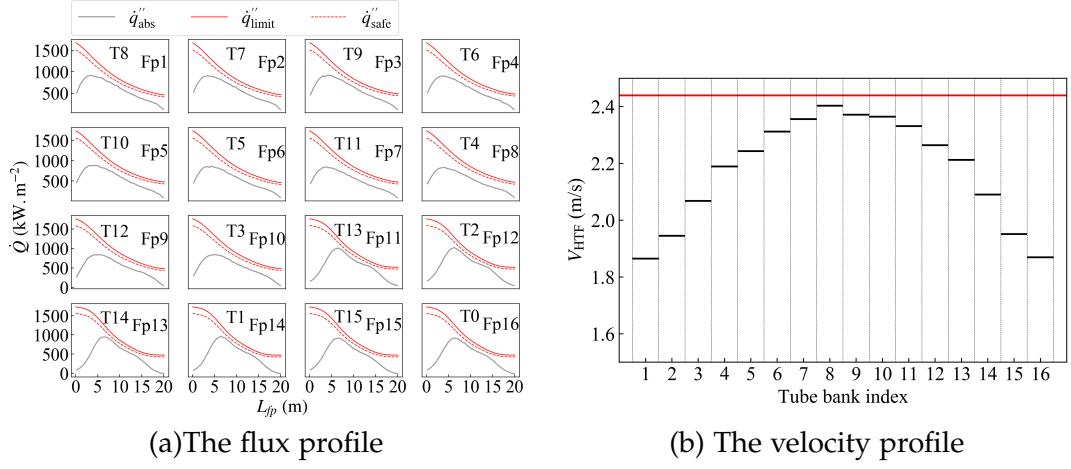 q̇″abs q̇″limit q̇″safe
1500
1000
500
T8 Fp1
T7 Fp2
T9 Fp3
T6 Fp4
1500
1000
500
0
T10 Fp5
T5 Fp6
T11 Fp7
T4 Fp8
1500
1000
500
0
T12 Fp9
T3 Fp10
T13 Fp11
T2 Fp12
1500
1000
500
0
T14 Fp13
T1 Fp14
T15 Fp15
T0 Fp16
Q̇ (kW. m⁻²)
0 5 10 15 20 0 5 10 15 20 0 5 10 15 20 0 5 10 15 20
L_fp (m)
(a)The flux profile
2.4
2.2
2.0
1.8
1.6
V_HTF (m/s)
1 2 3 4 5 6 7 8 9 10 11 12 13 14 15 16
Tube bank index
(b) The velocity profile